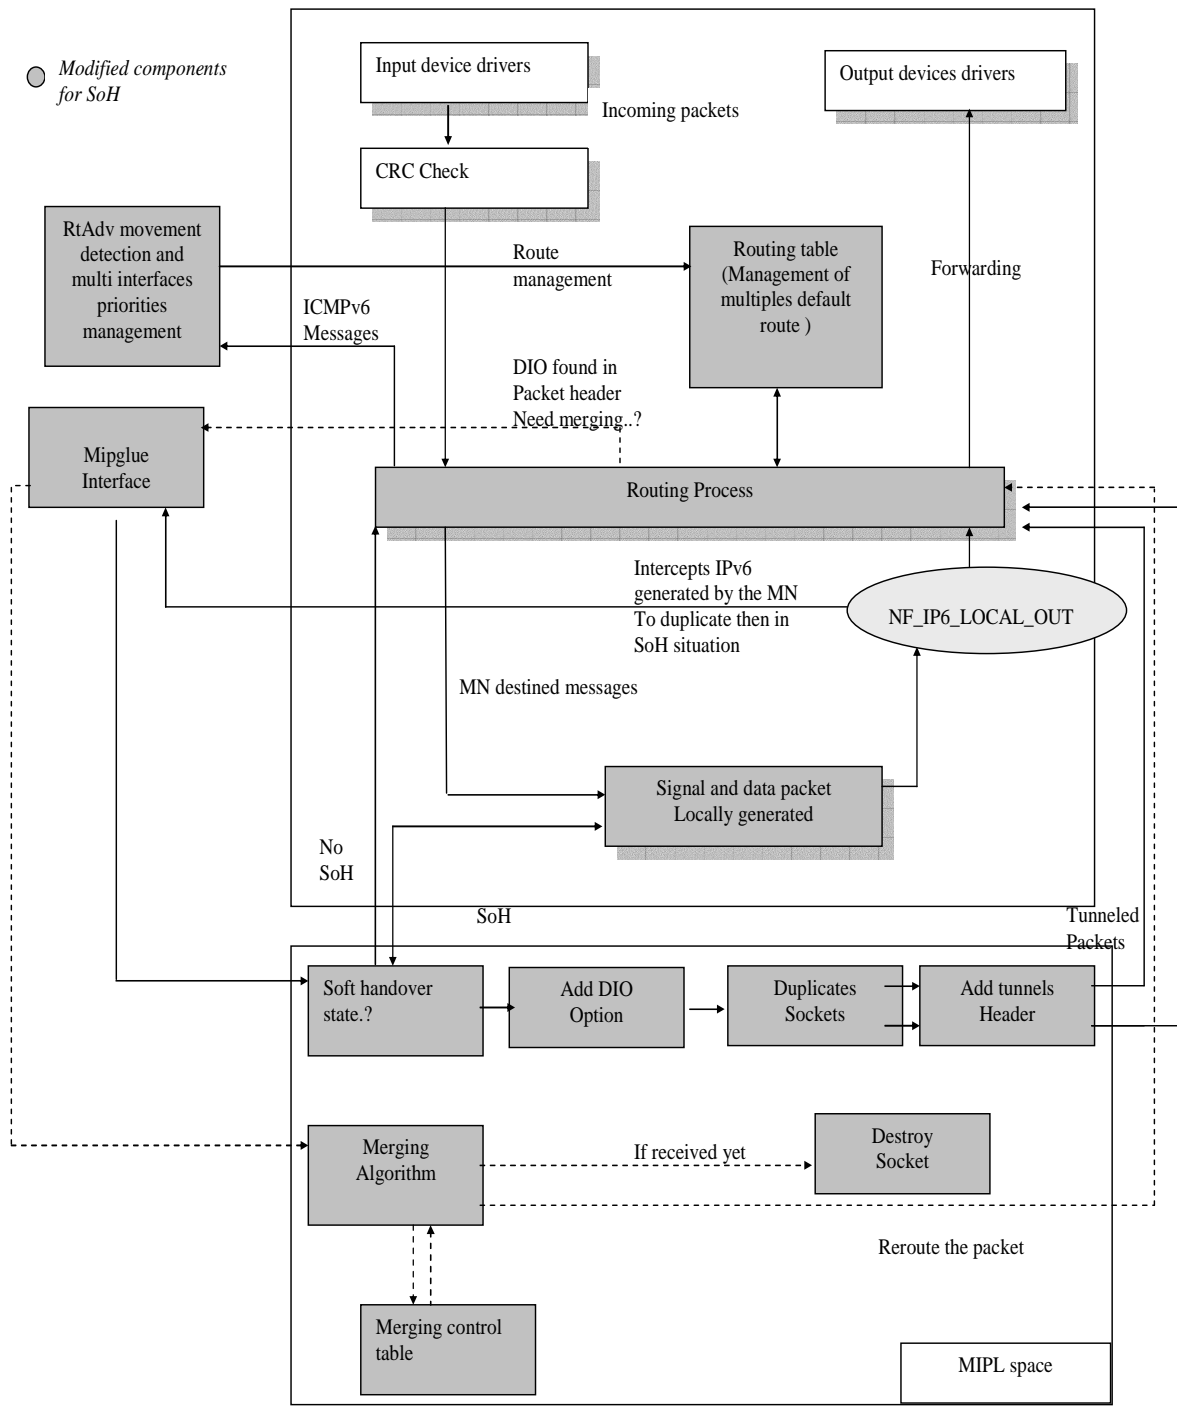 Modified components
for SoH
Input device drivers
Output devices drivers
Incoming packets
CRC Check
RtAdv movement
detection and
multi interfaces
priorities
management
Route
management
Routing table
(Management of
multiples default
route )
Forwarding
ICMPv6
Messages
DIO found in
Packet header
Need merging..?
Mipglue
Interface
Routing Process
Intercepts IPv6
generated by the MN
To duplicate then in
SoH situation
NF_IP6_LOCAL_OUT
MN destined messages
Signal and data packet
Locally generated
No
SoH
SoH
Tunneled
Packets
Soft handover
state.?
Add DIO
Option
Duplicates
Sockets
Add tunnels
Header
Merging
Algorithm
If received yet
Destroy
Socket
Reroute the packet
Merging control
table
MIPL space